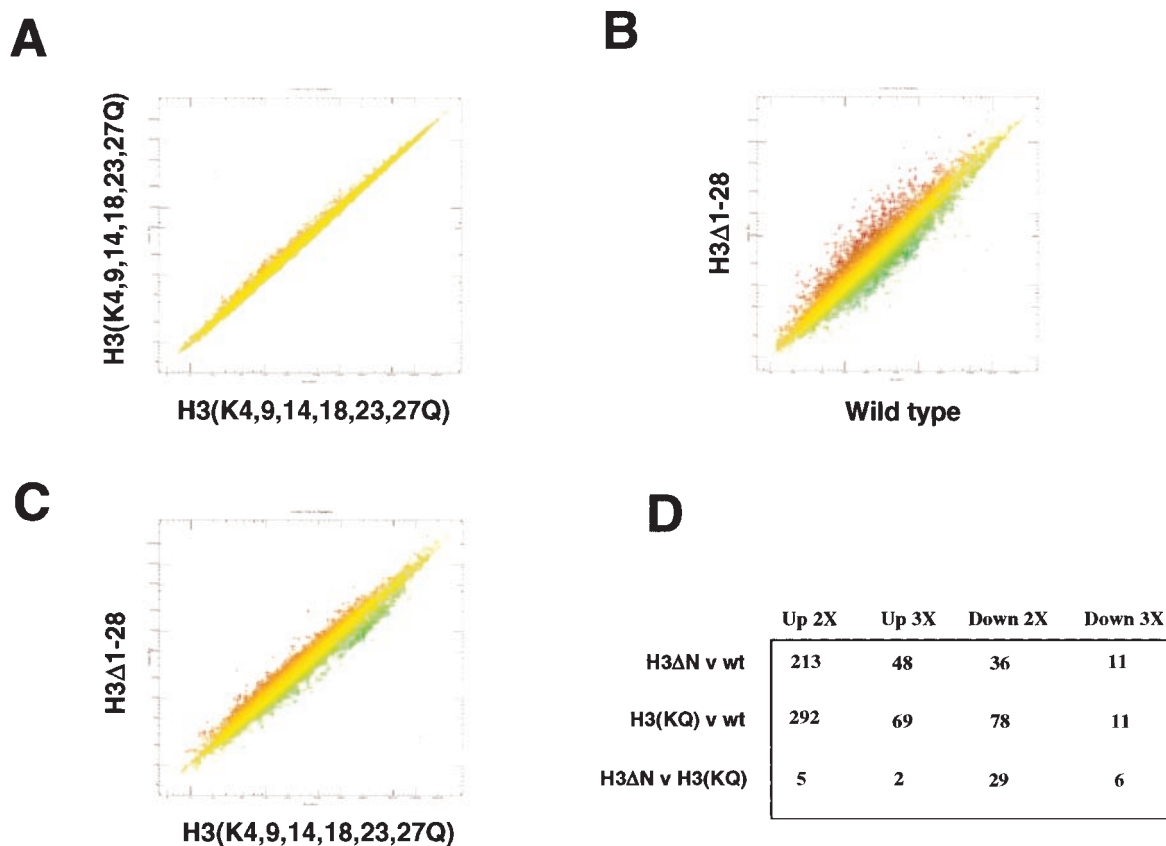 A
H3(K4,9,14,18,23,27Q)
H3(K4,9,14,18,23,27Q)
B
H3Δ1-28
Wild type
C
H3Δ1-28
H3(K4,9,14,18,23,27Q)
D
Up 2X Up 3X Down 2X Down 3X
H3ΔN v wt 213 48 36 11
H3(KQ) v wt 292 69 78 11
H3ΔN v H3(KQ) 5 2 29 6